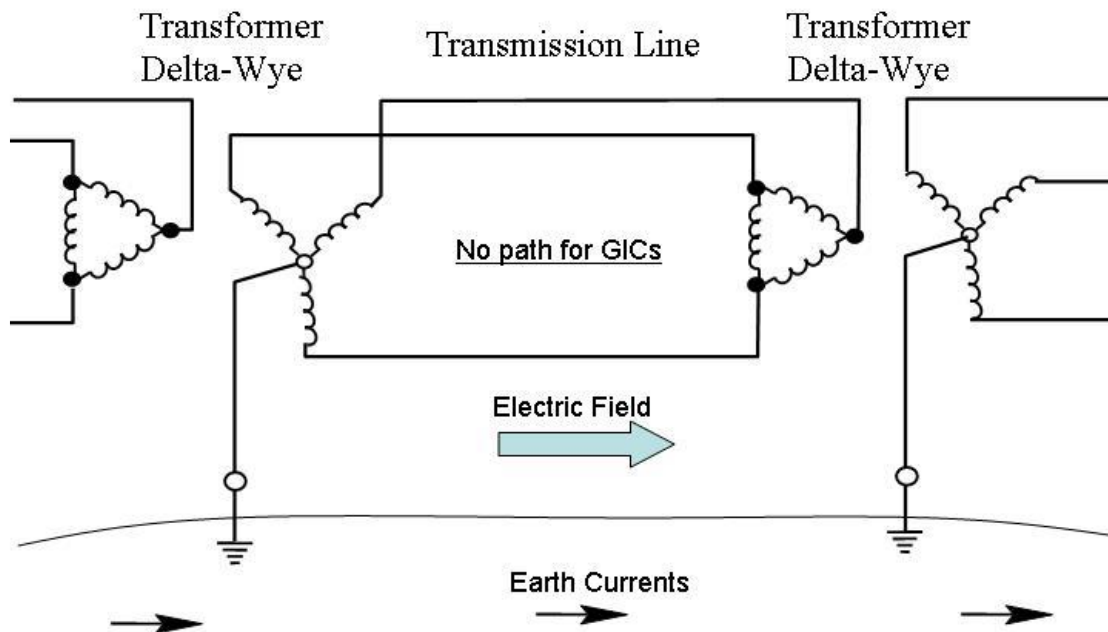 Transformer
Delta-Wye
Transmission Line
Transformer
Delta-Wye
No path for GICs
Electric Field
Earth Currents